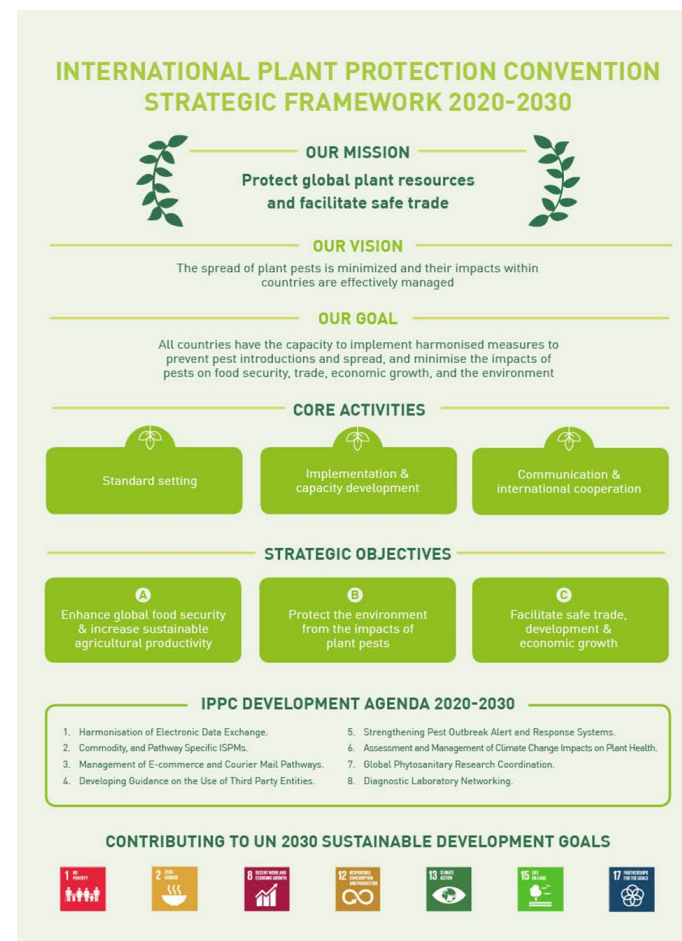 INTERNATIONAL PLANT PROTECTION CONVENTION
STRATEGIC FRAMEWORK 2020-2030
OUR MISSION
Protect global plant resources
and facilitate safe trade
OUR VISION
The spread of plant pests is minimized and their impacts within
countries are effectively managed
OUR GOAL
All countries have the capacity to implement harmonised measures to
prevent pest introductions and spread, and minimise the impacts of
pests on food security, trade, economic growth, and the environment
CORE ACTIVITIES
Standard setting
Implementation &
capacity development
Communication &
international cooperation
STRATEGIC OBJECTIVES
A
Enhance global food security
& increase sustainable
agricultural productivity
B
Protect the environment
from the impacts of
plant pests
C
Facilitate safe trade,
development &
economic growth
IPPC DEVELOPMENT AGENDA 2020-2030
1. Harmonisation of Electronic Data Exchange.
2. Commodity, and Pathway Specific ISPMs.
3. Management of E-commerce and Courier Mail Pathways.
4. Developing Guidance on the Use of Third Party Entities.
5. Strengthening Pest Outbreak Alert and Response Systems.
6. Assessment and Management of Climate Change Impacts on Plant Health.
7. Global Phytosanitary Research Coordination.
8. Diagnostic Laboratory Networking.
CONTRIBUTING TO UN 2030 SUSTAINABLE DEVELOPMENT GOALS
1 NO
POVERTY
2 ZERO
HUNGER
8 DECENT WORK AND
ECONOMIC GROWTH
12 RESPONSIBLE
CONSUMPTION
AND PRODUCTION
13 CLIMATE
ACTION
15 LIFE
ON LAND
17 PARTNERSHIPS
FOR THE GOALS